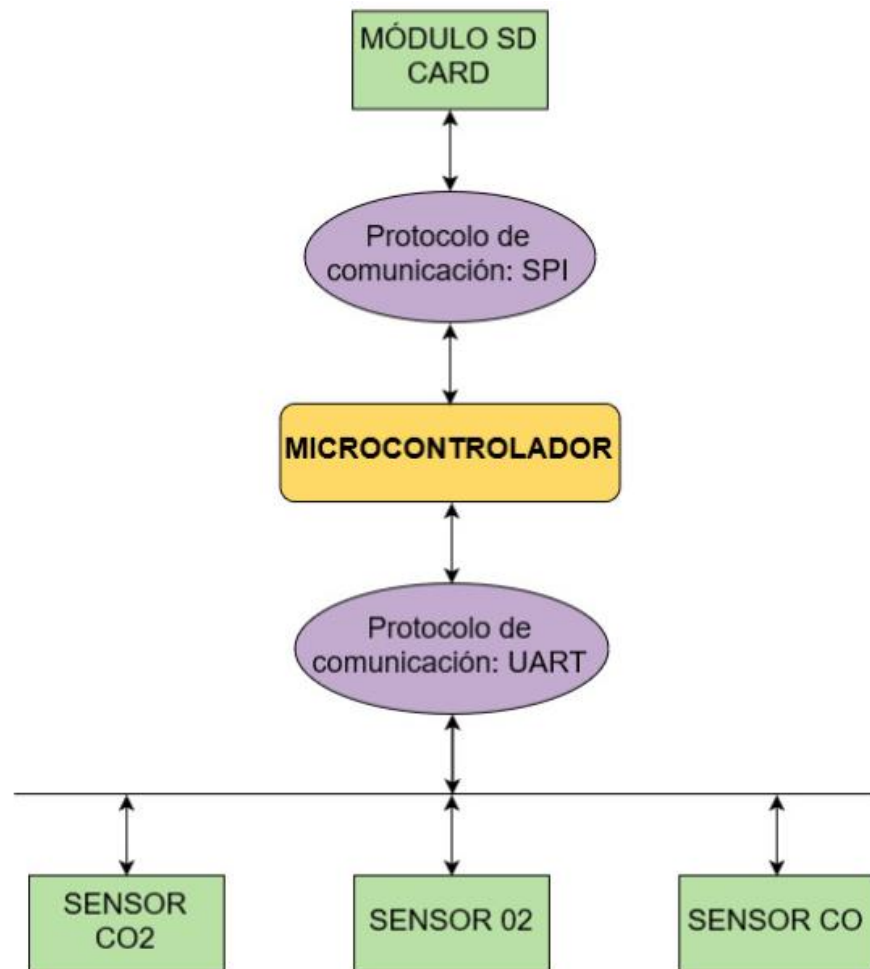 MÓDULO SD
CARD
Protocolo de
comunicación: SPI
MICROCONTROLADOR
Protocolo de
comunicación: UART
SENSOR
CO2
SENSOR 02
SENSOR CO